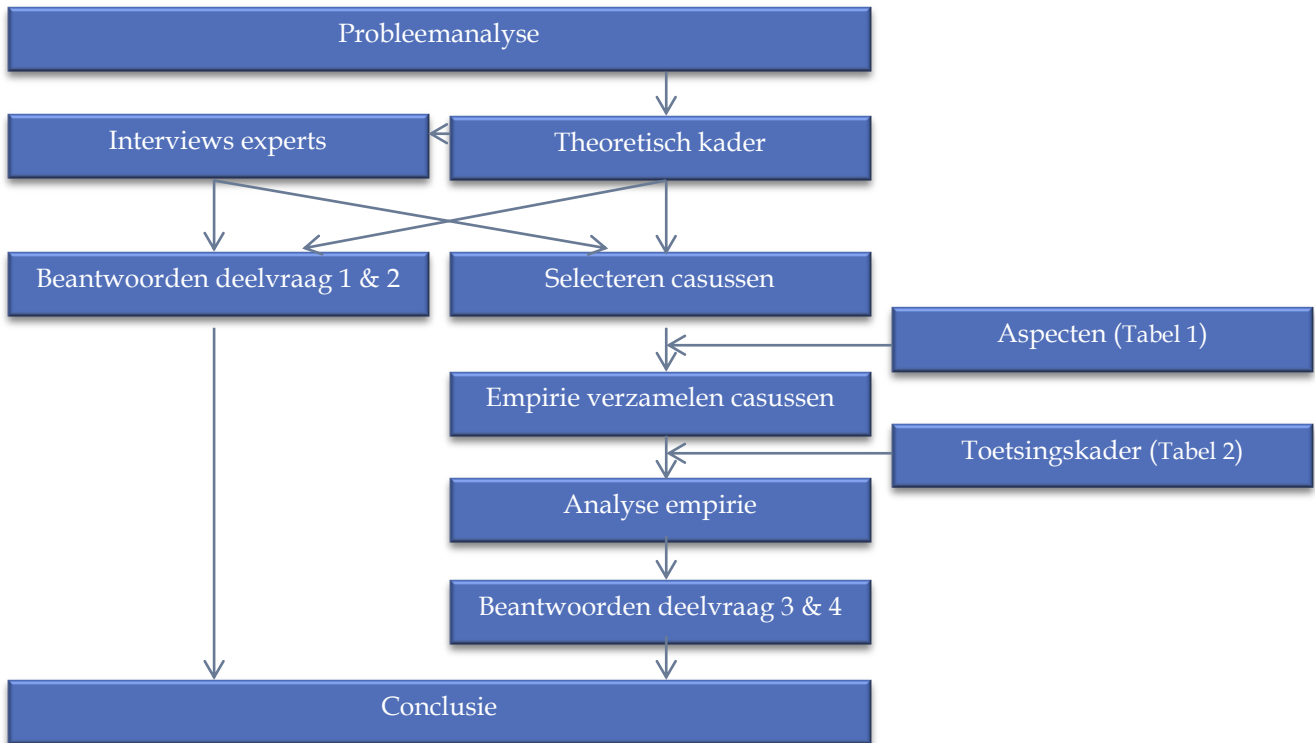 Probleemanalyse
Interviews experts
Theoretisch kader
Beantwoorden deelvraag 1 & 2
Selecteren casussen
Aspecten (Tabel 1)
Empirie verzamelen casussen
Toetsingskader (Tabel 2)
Analyse empirie
Beantwoorden deelvraag 3 & 4
Conclusie